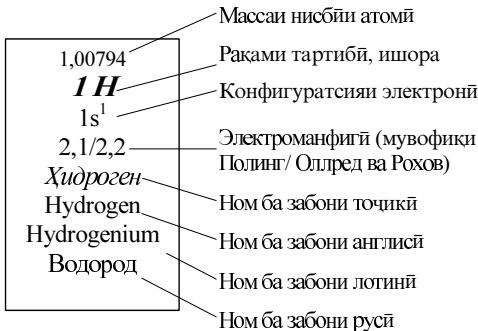 Массаи нисбӣи атомӣ
1,00794
Рақами тартибӣ, ишора
1 H
Конфигуратсияи электронӣ
1s¹
2,1/2,2
Электроманфигӣ (мувофиқи
Полинг/ Оллред ва Рохов)
Ҳидроген
Ном ба забони тоҷикӣ
Hydrogen
Ном ба забони англисӣ
Hydrogenium
Водород
Ном ба забони лотинӣ
Ном ба забони русӣ